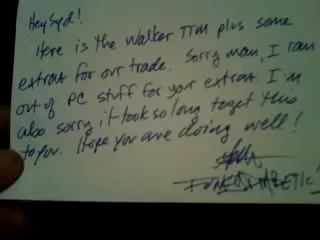 Hey Syd!
Here is the Walker TTM plus some
extras for our trade. Sorry man, I ran
out of PC stuff for your extras I'm
also sorry it took so long to get this
to you. Hope you are doing well!